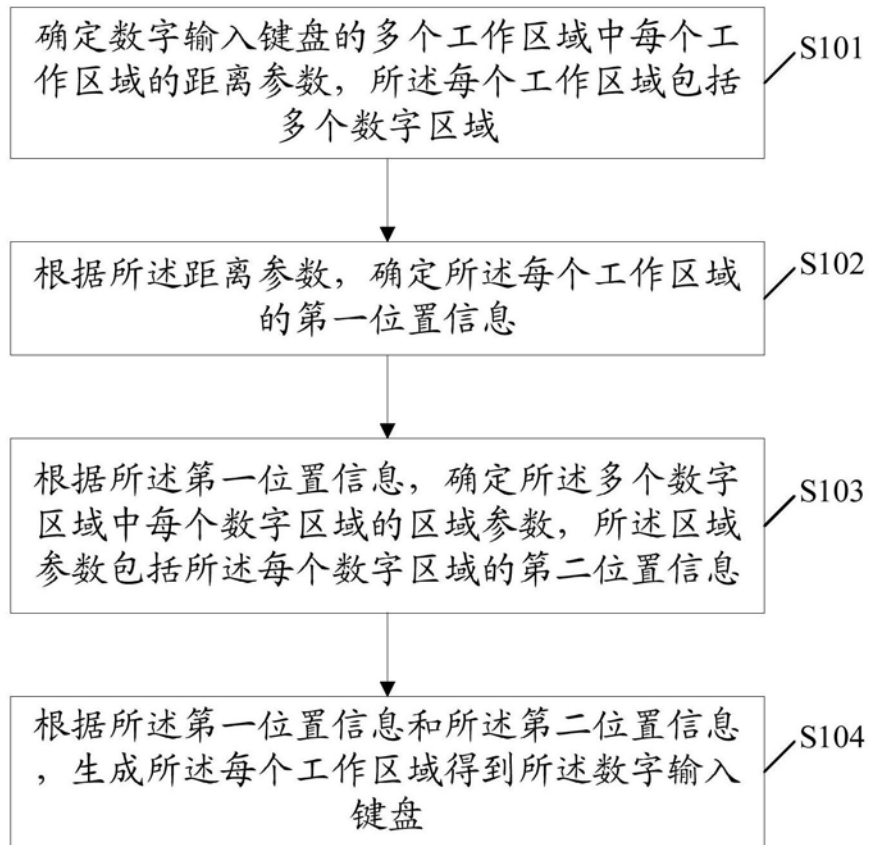 确定数字输入键盘的多个工作区域中每个工
作区域的距离参数，所述每个工作区域包括
多个数字区域
S101
根据所述距离参数，确定所述每个工作区域
的第一位置信息
S102
根据所述第一位置信息，确定所述多个数字
区域中每个数字区域的区域参数，所述区域
参数包括所述每个数字区域的第二位置信息
S103
根据所述第一位置信息和所述第二位置信息
，生成所述每个工作区域得到所述数字输入
键盘
S104